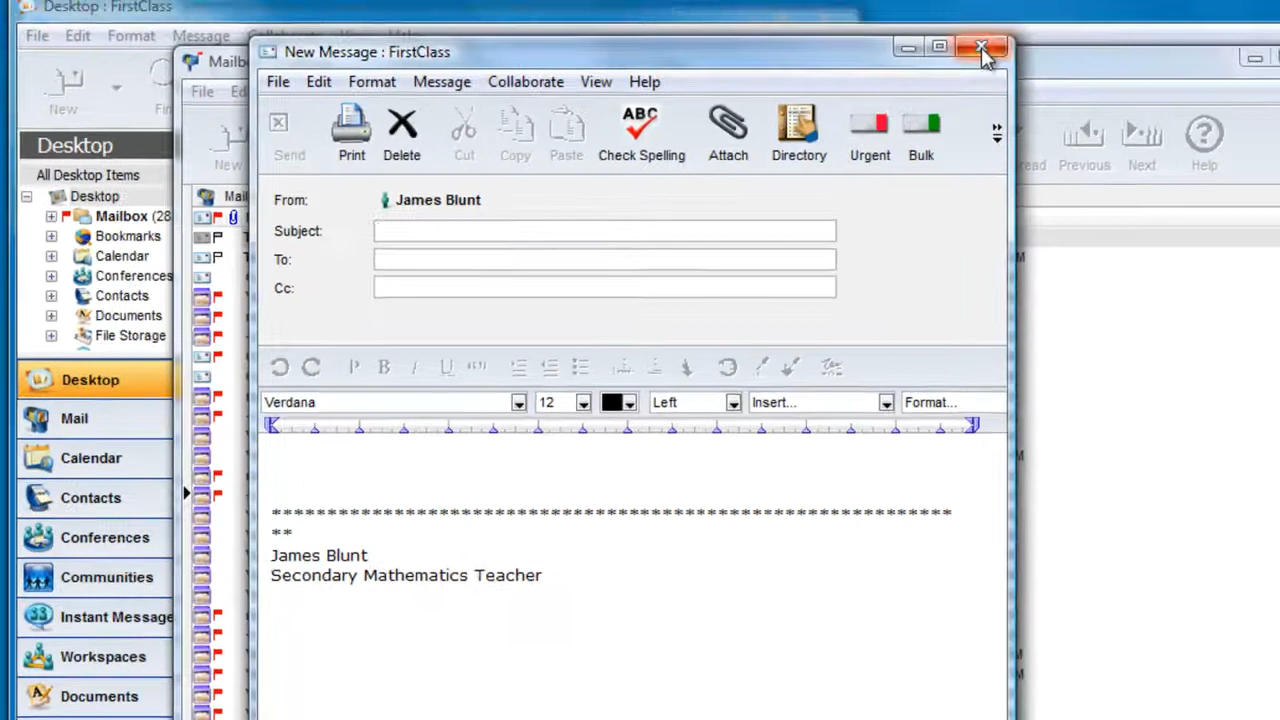 Desktop : FirstClass
File Edit Format Message
New
Desktop
All Desktop Items
Desktop
Mailbox (28
Bookmarks
Calendar
Conferences
Contacts
Documents
File Storage
Desktop
Mail
Calendar
Contacts
Conferences
Communities
Instant Message
Workspaces
Documents
File
New
New Message : FirstClass
File Edit Format Message Collaborate View Help
Send Print Delete Cut Copy Paste ABC Check Spelling Attach Directory Urgent Bulk
From: James Blunt
Subject:
To:
Cc:
Verdana 12 Left Insert... Format...
*************************************************************
**
James Blunt
Secondary Mathematics Teacher
Previous Next Help